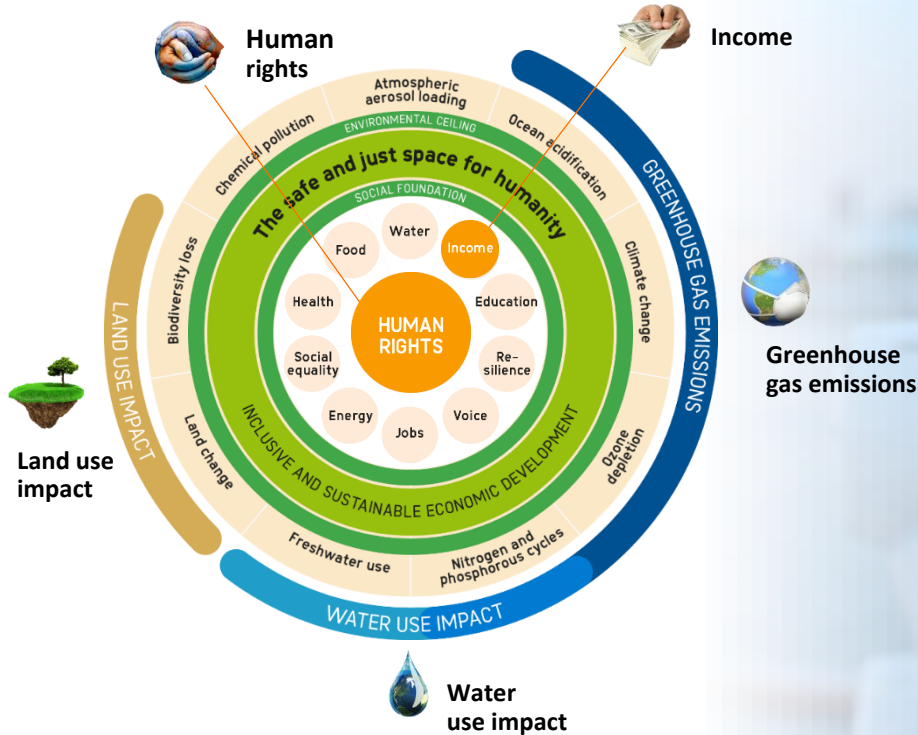 Human
rights
Income
Atmospheric
aerosol loading
Chemical pollution
Ocean acidification
ENVIRONMENTAL CEILING
The safe and just space for humanity
SOCIAL FOUNDATION
GREENHOUSE GAS EMISSIONS
Biodiversity loss
Climate change
LAND USE IMPACT
Water
Food
Income
Health
Education
HUMAN
RIGHTS
Social
equality
Re-
silience
Energy
Jobs
Voice
Greenhouse
gas emissions
Land change
Ozone
depletion
INCLUSIVE AND SUSTAINABLE ECONOMIC DEVELOPMENT
Land use
impact
Freshwater use
Nitrogen and
phosphorous cycles
WATER USE IMPACT
Water
use impact